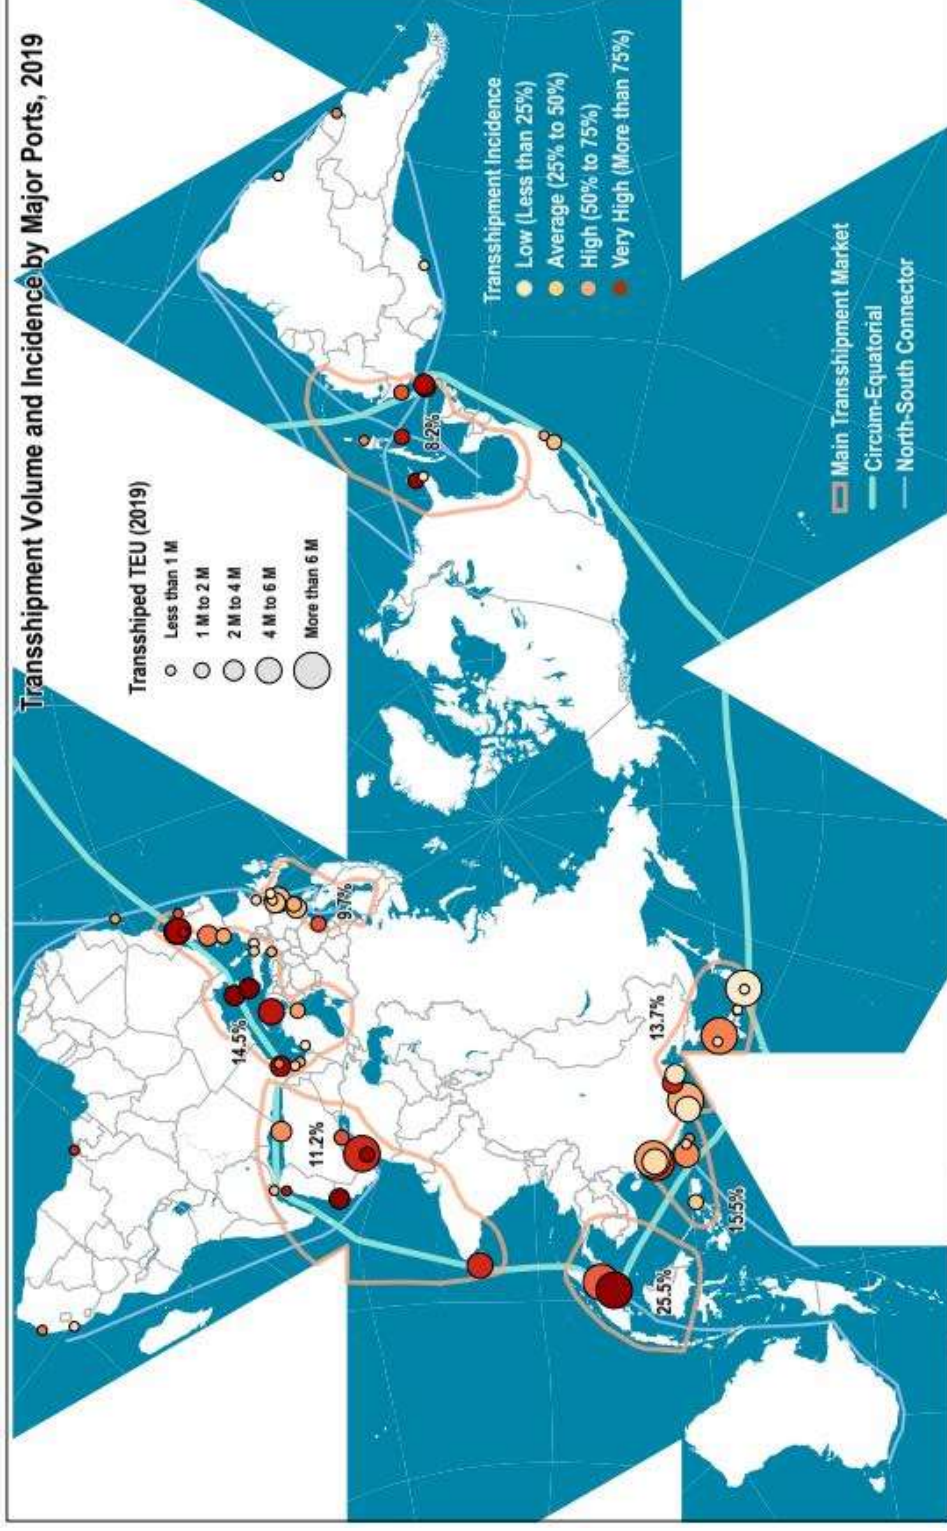 Transshipment Volume and Incidence by Major Ports, 2019
Transshiped TEU (2019)
Less than 1 M
1 M to 2 M
2 M to 4 M
4 M to 6 M
More than 6 M
14.5%
9.7%
11.2%
13.7%
15.5%
25.5%
8.2%
Transshipment Incidence
Low (Less than 25%)
Average (25% to 50%)
High (50% to 75%)
Very High (More than 75%)
Main Transshipment Market
Circum-Equatorial
North-South Connector